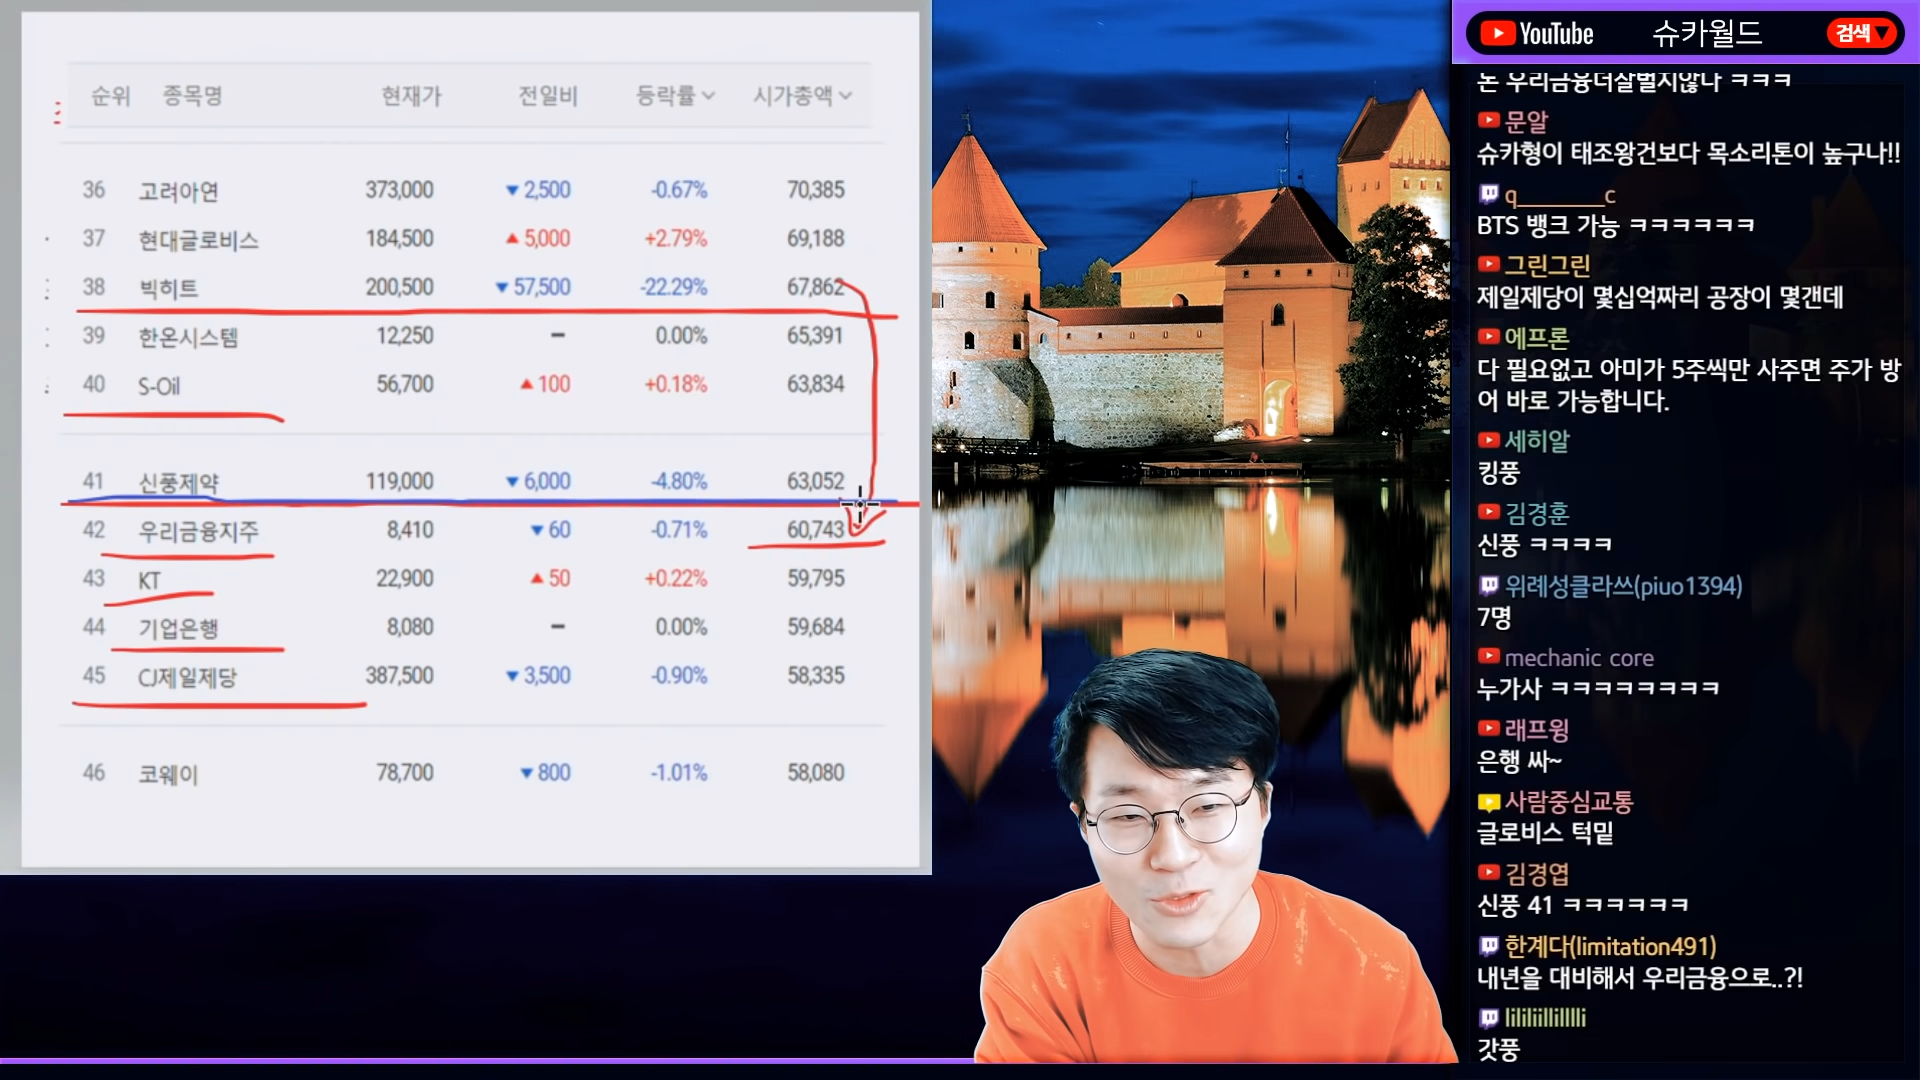 순위 종목명 현재가 전일비 등락률 시가총액
36 고려아연 373,000 ▼2,500 -0.67% 70,385
37 현대글로비스 184,500 ▲5,000 +2.79% 69,188
38 빅히트 200,500 ▼57,500 -22.29% 67,862
39 한온시스템 12,250 - 0.00% 65,391
40 S-Oil 56,700 ▲100 +0.18% 63,834
41 신풍제약 119,000 ▼6,000 -4.80% 63,052
42 우리금융지주 8,410 ▼60 -0.71% 60,743
43 KT 22,900 ▲50 +0.22% 59,795
44 기업은행 8,080 - 0.00% 59,684
45 CJ제일제당 387,500 ▼3,500 -0.90% 58,335
46 코웨이 78,700 ▼800 -1.01% 58,080
YouTube 슈카월드 검색▼
돈 우리금융더잘벌지않나 ㅋㅋㅋ
문알
슈카형이 태조왕건보다 목소리톤이 높구나!!
q_______c
BTS 뱅크 가능 ㅋㅋㅋㅋㅋㅋ
그린그린
제일제당이 몇십억짜리 공장이 몇갠데
에프론
다 필요없고 아미가 5주씩만 사주면 주가 방
어 바로 가능합니다.
세히알
킹풍
김경훈
신풍 ㅋㅋㅋㅋ
위례성클라쓰(piuo1394)
7명
mechanic core
누가사 ㅋㅋㅋㅋㅋㅋㅋㅋ
래프윙
은행 싸~
사람중심교통
글로비스 턱밑
김경엽
신풍 41 ㅋㅋㅋㅋㅋㅋ
한계다(limitation491)
내년을 대비해서 우리금융으로..?!
갓풍